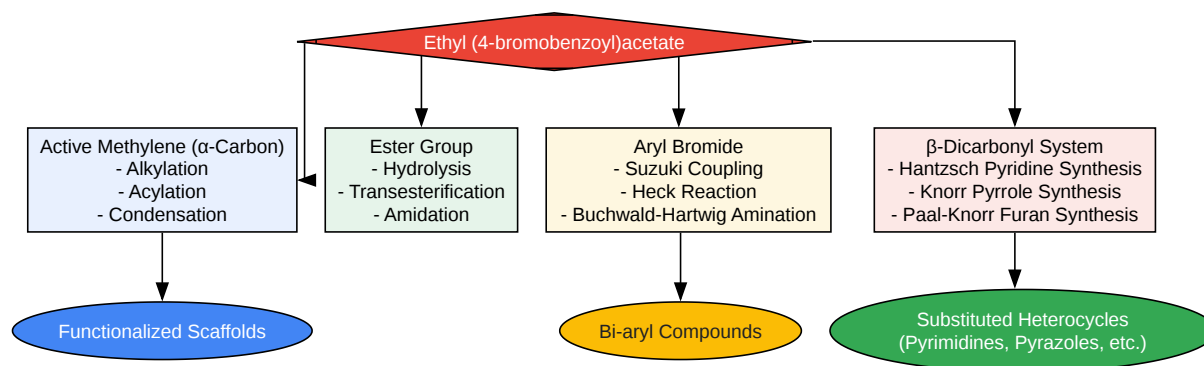 Ethyl (4-bromobenzoyl)acetate
Active Methylene (α-Carbon)
- Alkylation
- Acylation
- Condensation
Ester Group
- Hydrolysis
- Transesterification
- Amidation
Aryl Bromide
- Suzuki Coupling
- Heck Reaction
- Buchwald-Hartwig Amination
β-Dicarbonyl System
- Hantzsch Pyridine Synthesis
- Knorr Pyrrole Synthesis
- Paal-Knorr Furan Synthesis
Functionalized Scaffolds
Bi-aryl Compounds
Substituted Heterocycles
(Pyrimidines, Pyrazoles, etc.)